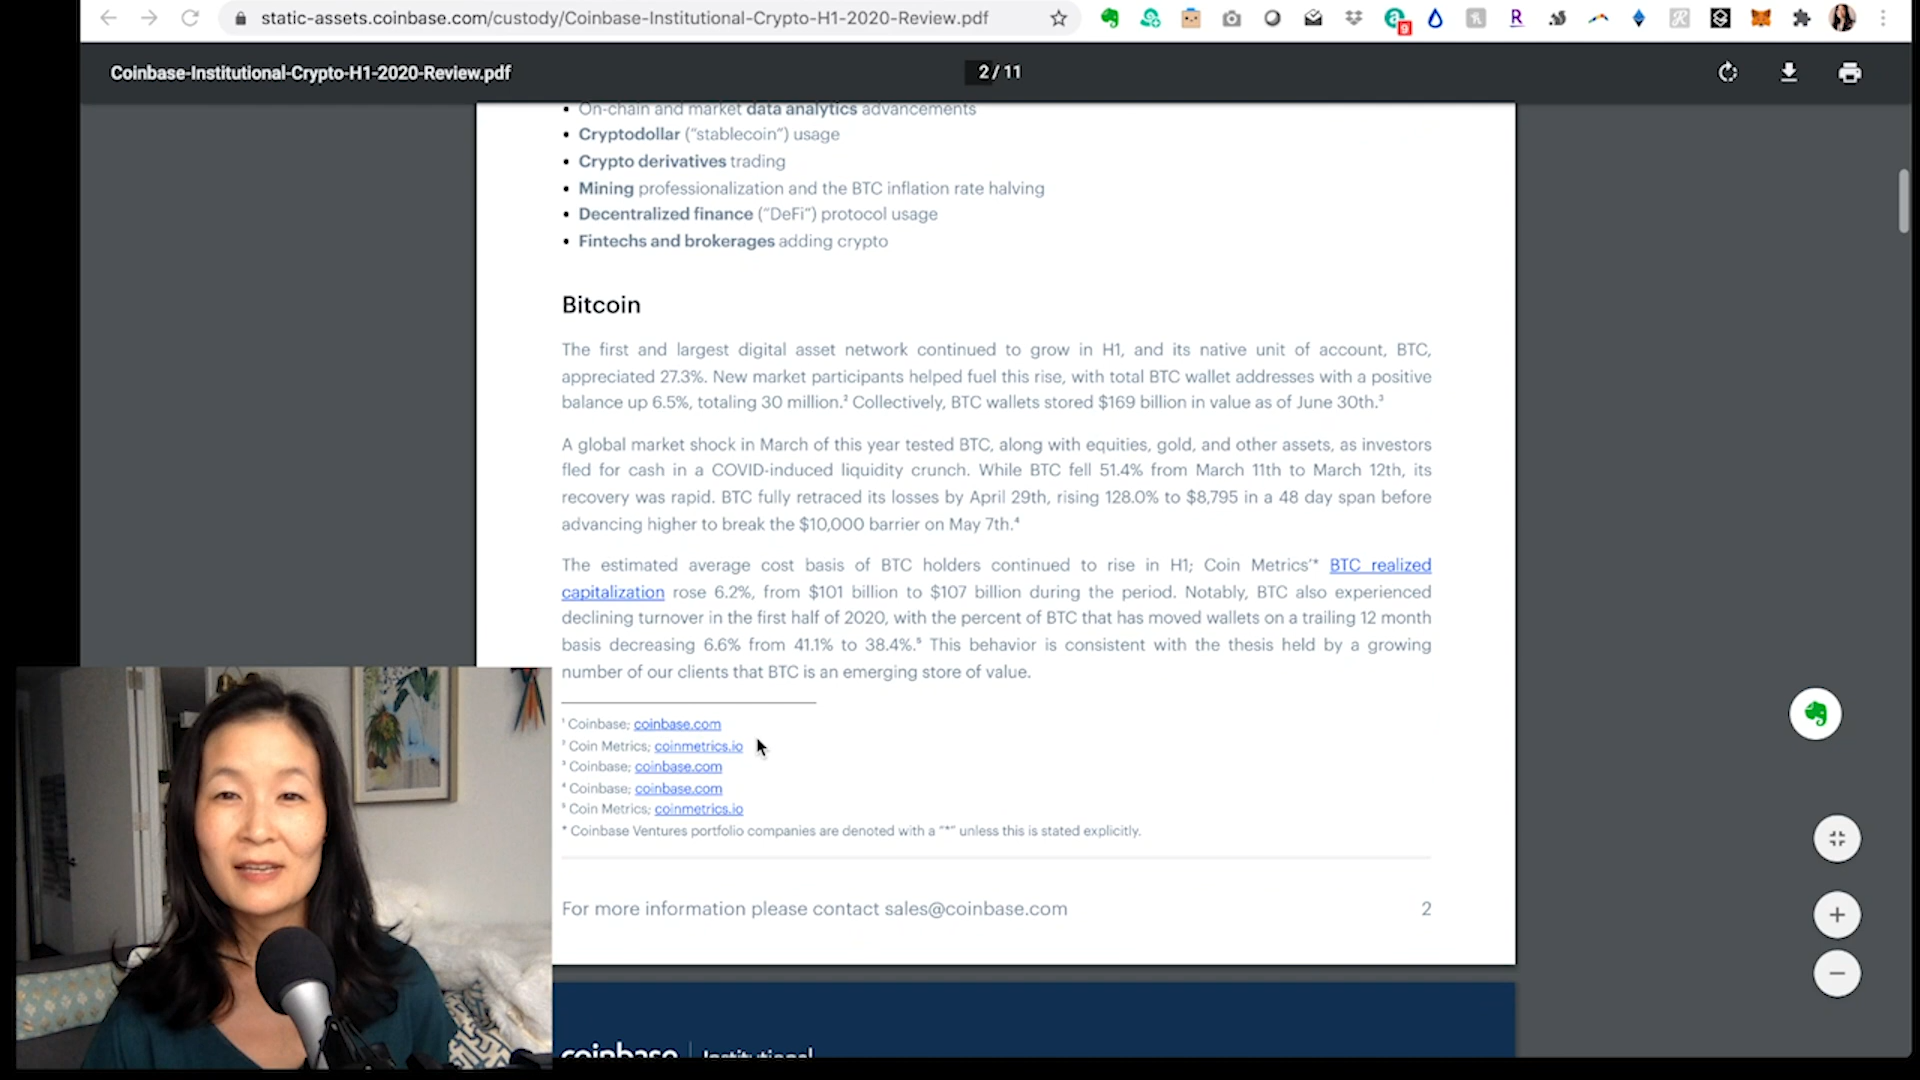 static-assets.coinbase.com/custody/Coinbase-Institutional-Crypto-H1-2020-Review.pdf
Coinbase-Institutional-Crypto-H1-2020-Review.pdf
2 / 11
• On-chain and market data analytics advancements
• Cryptodollar (“stablecoin”) usage
• Crypto derivatives trading
• Mining professionalization and the BTC inflation rate halving
• Decentralized finance (“DeFi”) protocol usage
• Fintechs and brokerages adding crypto
Bitcoin
The first and largest digital asset network continued to grow in H1, and its native unit of account, BTC,
appreciated 27.3%. New market participants helped fuel this rise, with total BTC wallet addresses with a positive
balance up 6.5%, totaling 30 million.² Collectively, BTC wallets stored $169 billion in value as of June 30th.³
A global market shock in March of this year tested BTC, along with equities, gold, and other assets, as investors
fled for cash in a COVID-induced liquidity crunch. While BTC fell 51.4% from March 11th to March 12th, its
recovery was rapid. BTC fully retraced its losses by April 29th, rising 128.0% to $8,795 in a 48 day span before
advancing higher to break the $10,000 barrier on May 7th.⁴
The estimated average cost basis of BTC holders continued to rise in H1; Coin Metrics’* BTC realized
capitalization rose 6.2%, from $101 billion to $107 billion during the period. Notably, BTC also experienced
declining turnover in the first half of 2020, with the percent of BTC that has moved wallets on a trailing 12 month
basis decreasing 6.6% from 41.1% to 38.4%.⁵ This behavior is consistent with the thesis held by a growing
number of our clients that BTC is an emerging store of value.
¹ Coinbase; coinbase.com
² Coin Metrics; coinmetrics.io
³ Coinbase; coinbase.com
⁴ Coinbase; coinbase.com
⁵ Coin Metrics; coinmetrics.io
* Coinbase Ventures portfolio companies are denoted with a “*” unless this is stated explicitly.
For more information please contact sales@coinbase.com
2
coinbase | Institutional